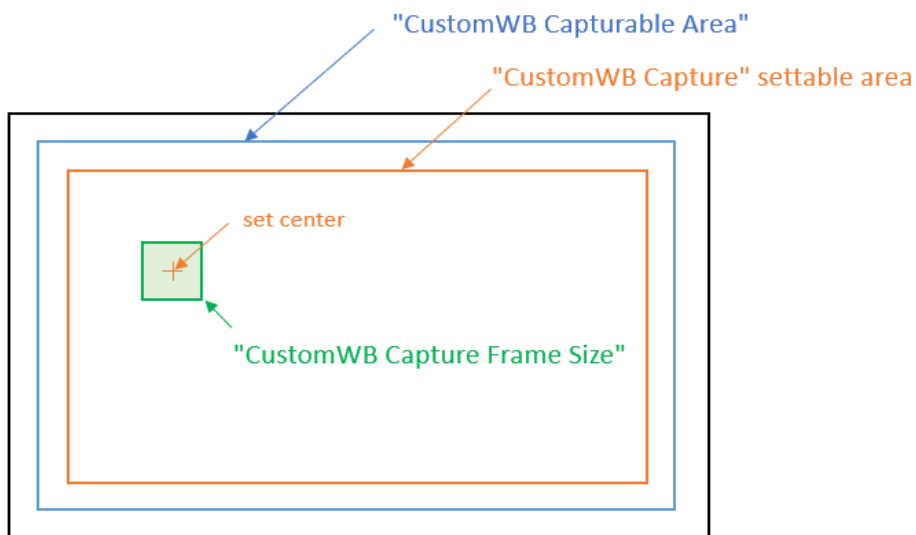 "CustomWB Capturable Area"
"CustomWB Capture" settable area
set center
"CustomWB Capture Frame Size"